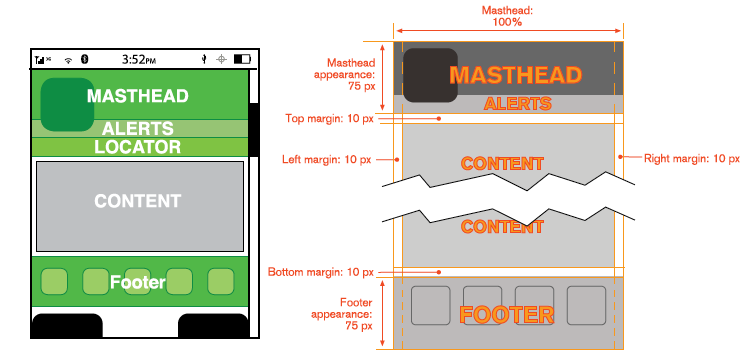 3G
3:52PM
MASTHEAD
ALERTS
LOCATOR
CONTENT
Footer
Masthead:
100%
Masthead
appearance:
75 px
MASTHEAD
ALERTS
Top margin: 10 px
Left margin: 10 px
CONTENT
Right margin: 10 px
CONTENT
Bottom margin: 10 px
Footer
appearance:
75 px
FOOTER